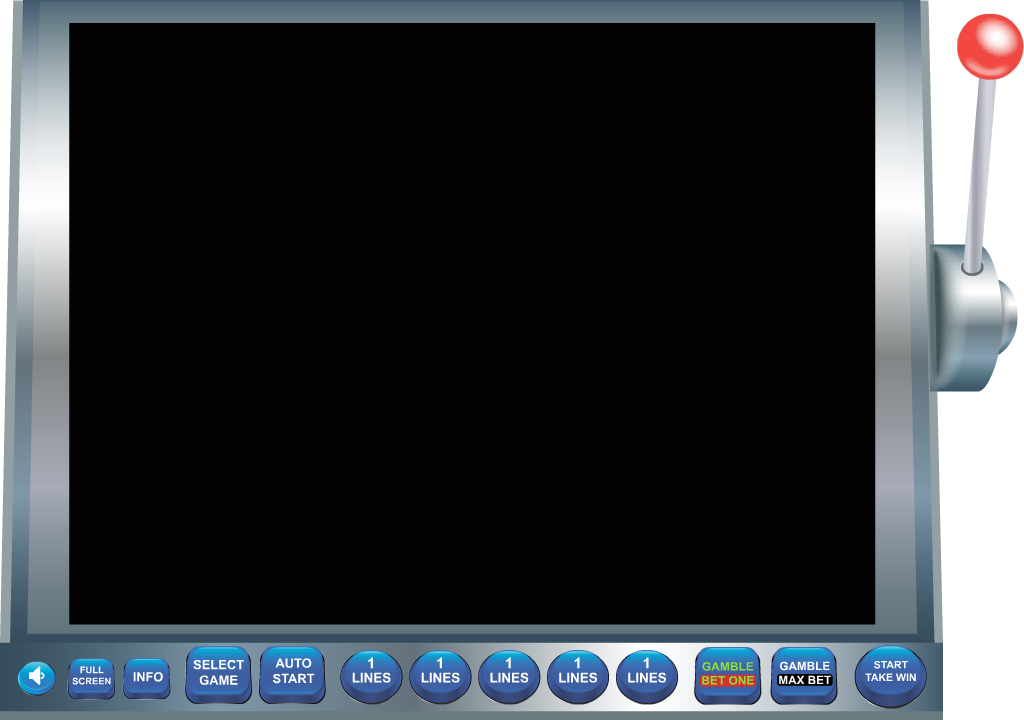 FULL
SCREEN
INFO
SELECT
GAME
AUTO
START
1
LINES
1
LINES
1
LINES
1
LINES
1
LINES
GAMBLE
BET ONE
GAMBLE
MAX BET
START
TAKE WIN